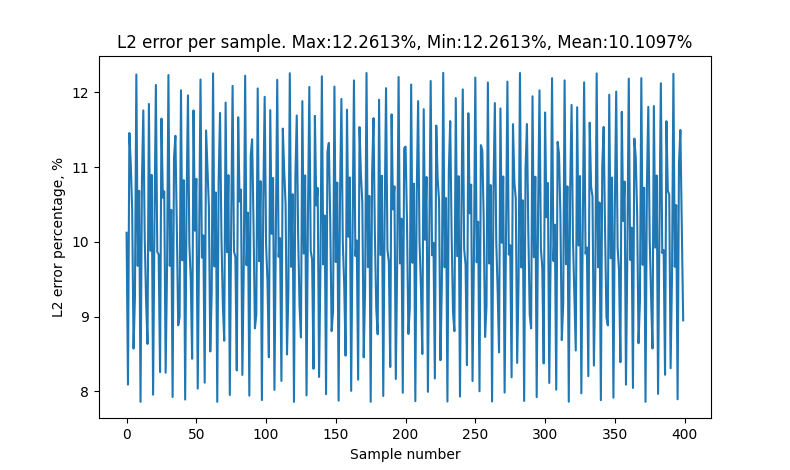 L2 error per sample. Max:12.2613%, Min:12.2613%, Mean:10.1097%
L2 error percentage, %
12
11
10
9
8
0 50 100 150 200 250 300 350 400
Sample number